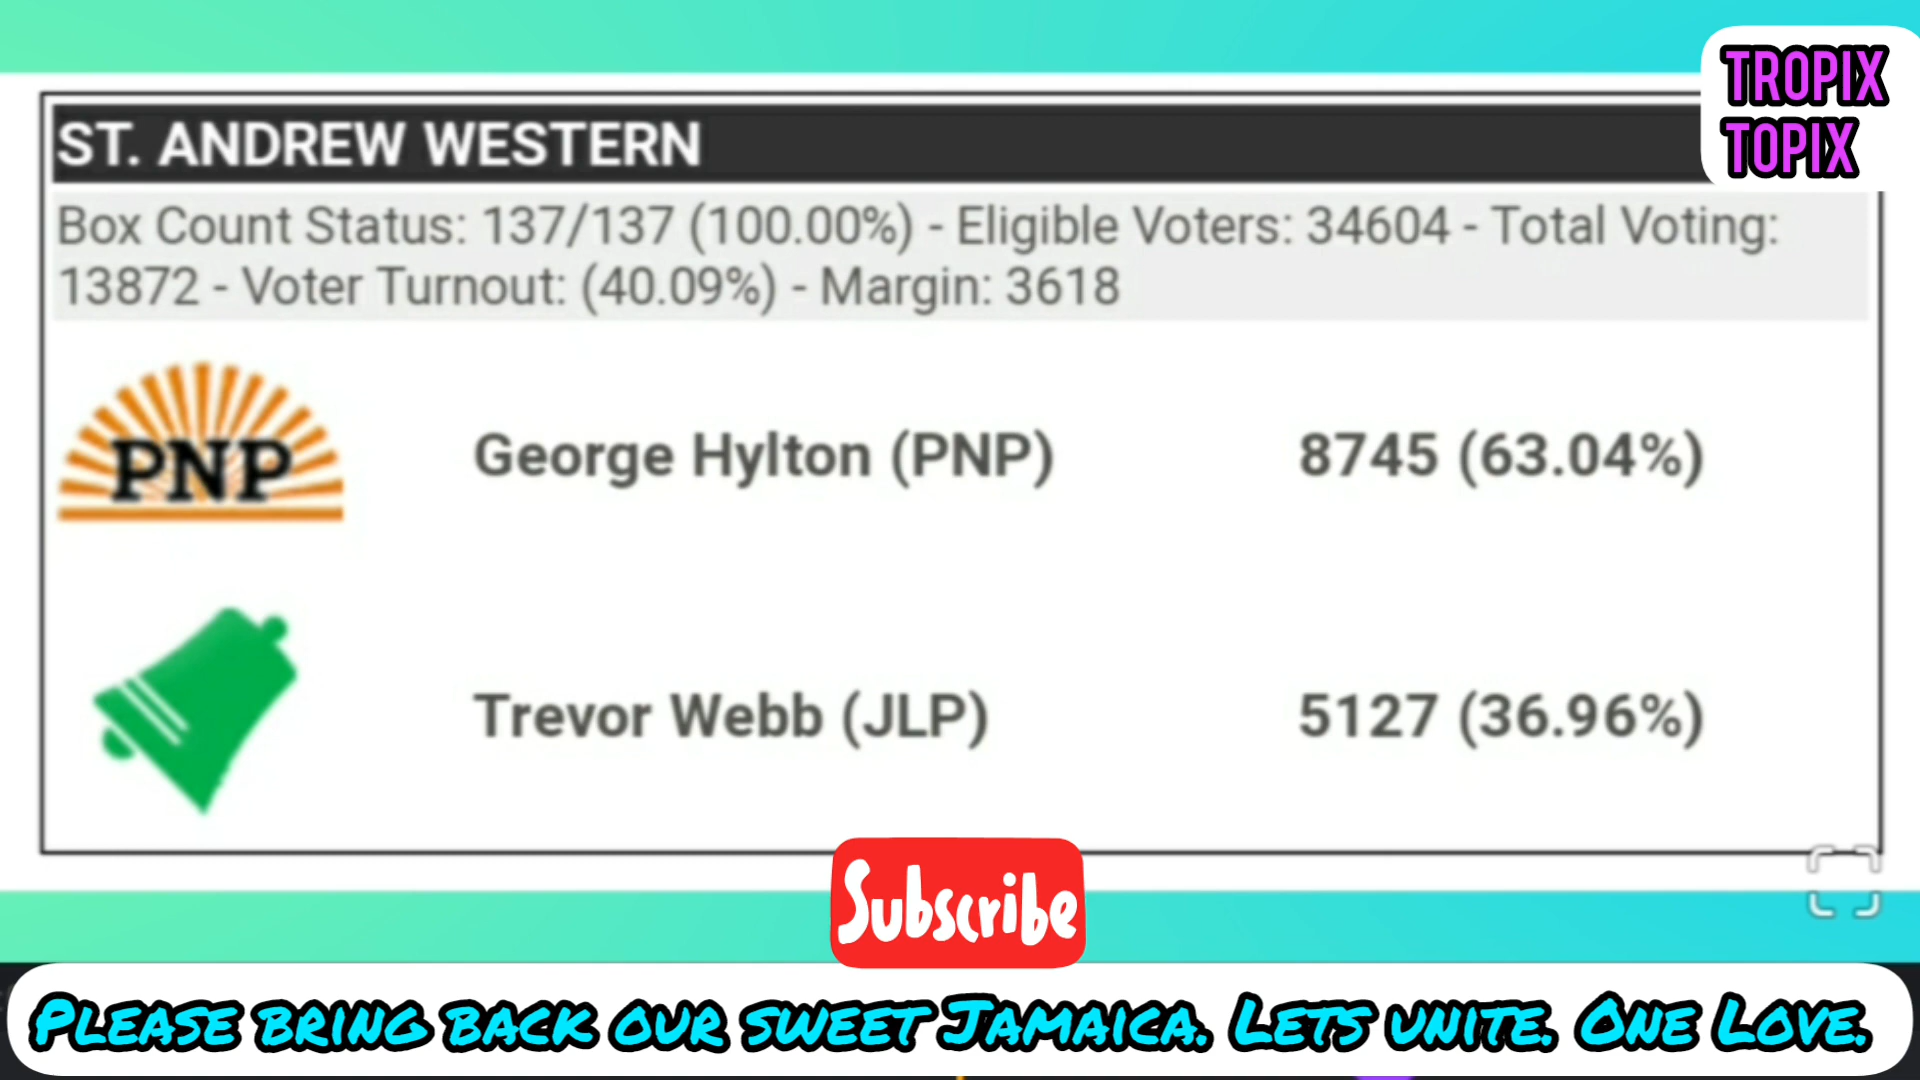 TROPIX
TOPIX
ST. ANDREW WESTERN
Box Count Status: 137/137 (100.00%) - Eligible Voters: 34604 - Total Voting:
13872 - Voter Turnout: (40.09%) - Margin: 3618
PNP
George Hylton (PNP) 8745 (63.04%)
Trevor Webb (JLP) 5127 (36.96%)
Subscribe
PLEASE BRING BACK OUR SWEET JAMAICA. LETS UNITE. ONE LOVE.